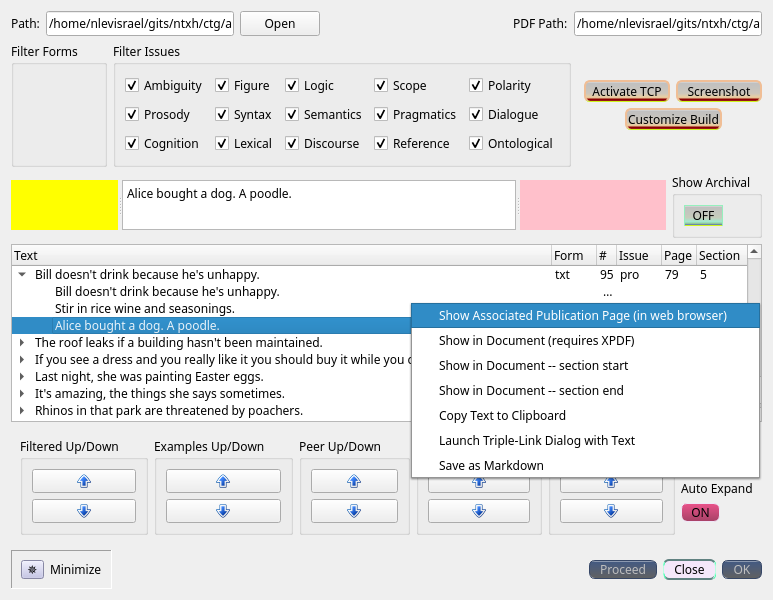 Path: /home/nlevisrael/gits/ntxh/ctg/a Open PDF Path: /home/nlevisrael/gits/ntxh/ctg/a
Filter Forms Filter Issues
Ambiguity Figure Logic Scope Polarity
Activate TCP Screenshot
Prosody Syntax Semantics Pragmatics Dialogue
Customize Build
Cognition Lexical Discourse Reference Ontological
Show Archival
Alice bought a dog. A poodle.
OFF
Text Form # Issue Page Section
Bill doesn't drink because he's unhappy. txt 95 pro 79 5
Bill doesn't drink because he's unhappy. ...
Stir in rice wine and seasonings.
Alice bought a dog. A poodle.
The roof leaks if a building hasn't been maintained.
If you see a dress and you really like it you should buy it while you
Last night, she was painting Easter eggs.
It's amazing, the things she says sometimes.
Rhinos in that park are threatened by poachers.
Show Associated Publication Page (in web browser)
Show in Document (requires XPDF)
Show in Document -- section start
Show in Document -- section end
Copy Text to Clipboard
Launch Triple-Link Dialog with Text
Save as Markdown
Filtered Up/Down Examples Up/Down Peer Up/Down
Auto Expand
ON
Minimize Proceed Close OK